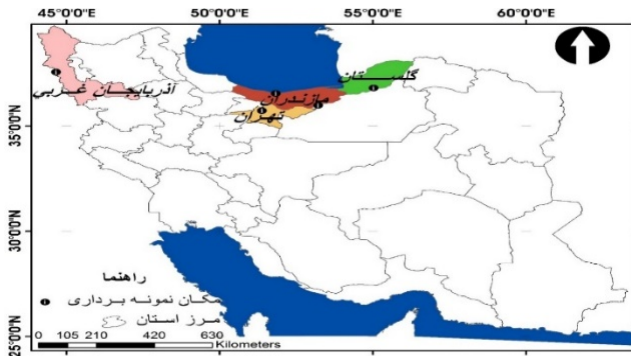 45°0'0"E 50°0'0"E 55°0'0"E 60°0'0"E
گلستان
آذربایجان غربي
مازندران
تهران
35°0'0"N
30°0'0"N
25°0'0"N
راهنما
مکان نمونه برداری
مرز استان
0 105 210 420 630
Kilometers